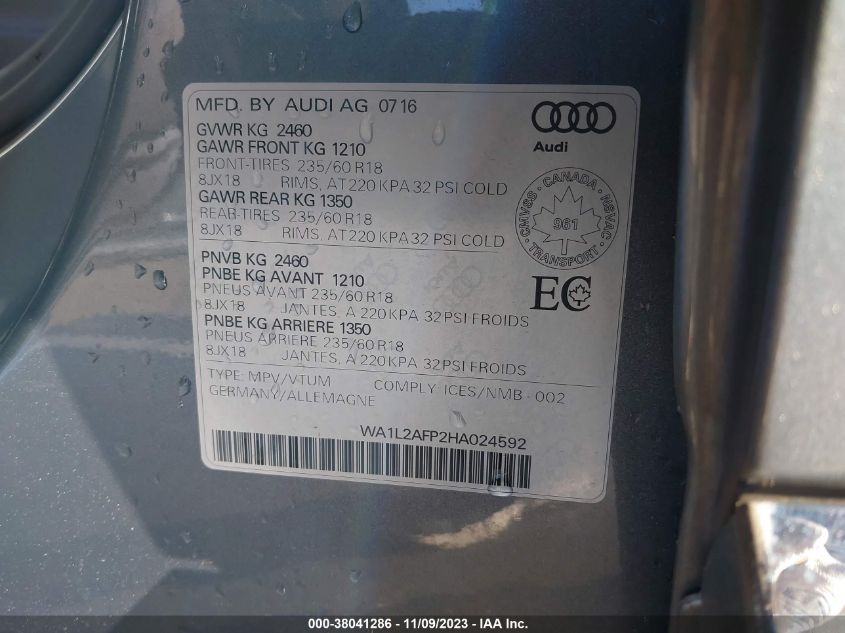 MFD. BY AUDI AG 0716
GVWR KG 2460
GAWR FRONT KG 1210
FRONT-TIRES 235/60 R18
8JX18 RIMS, AT 220 KPA 32 PSI COLD
GAWR REAR KG 1350
REAR-TIRES 235/60 R18
8JX18 RIMS, AT 220 KPA 32 PSI COLD
PNVB KG 2460
PNBE KG AVANT 1210
PNEUS AVANT 235/60 R18
8JX18 JANTES, A 220 KPA 32 PSI FROIDS
PNBE KG ARRIERE 1350
PNEUS ARRIERE 235/60 R18
8JX18 JANTES, A 220 KPA 32 PSI FROIDS
TYPE: MPV/VTUM COMPLY: ICES/NMB - 002
GERMANY/ALLEMAGNE
WA1L2AFP2HA024592
Audi
CMVSS · CANADA · NSVAC · TRANSPORT ·
961
EC
000-38041286 - 11/09/2023 - IAA Inc.